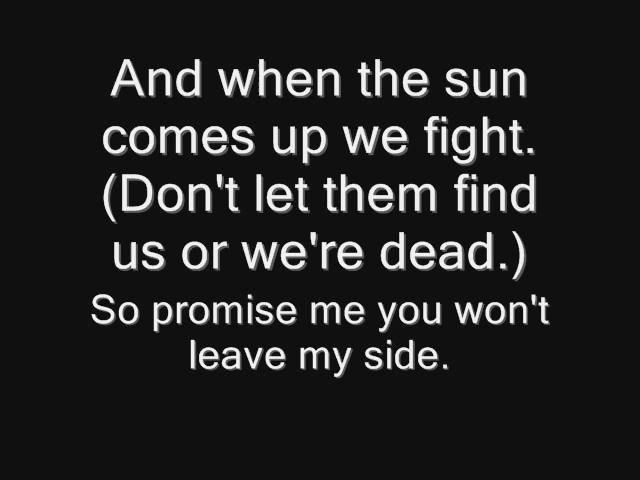 And when the sun
comes up we fight.
(Don't let them find
us or we're dead.)
So promise me you won't
leave my side.